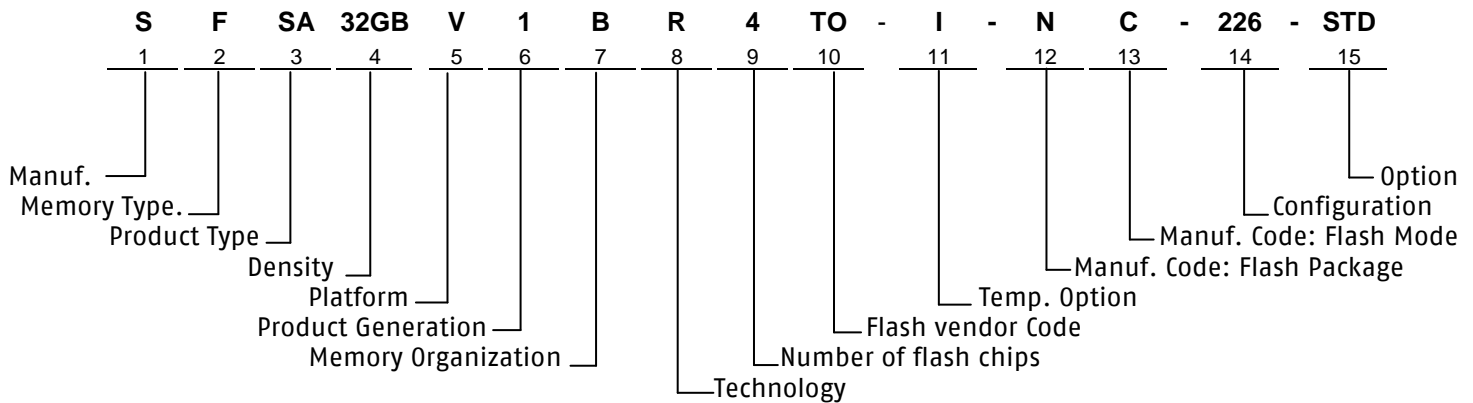 S F SA 32GB V 1 B R 4 TO - I - N C - 226 - STD
1 2 3 4 5 6 7 8 9 10 11 12 13 14 15
Manuf. Option
Memory Type. Configuration
Product Type Manuf. Code: Flash Mode
Density Manuf. Code: Flash Package
Platform Temp. Option
Product Generation Flash vendor Code
Memory Organization Number of flash chips
Technology